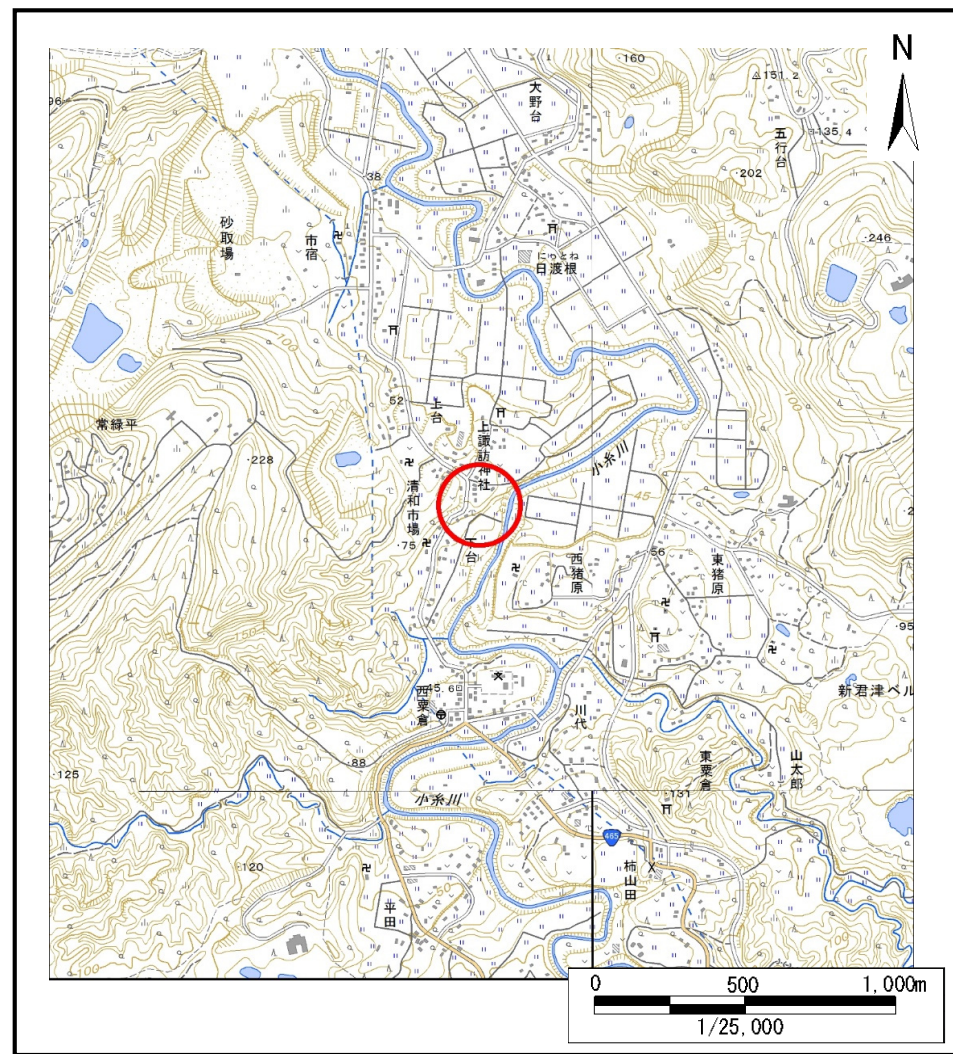 N
大野台
160
151.2
五行台
135.4
96
38
202
砂取場
市宿
にっとね
日渡根
246
100
52
上台
上諏訪神社
常緑平
228
小糸川
清和市場
45
75
下台
西猪原
56
東猪原
95
150
新君津ベル
45.6
西粟倉
川代
88
東粟倉
山太郎
125
小糸川
131
465
120
柿山田
平田
50
100
0 500 1,000m
1/25,000